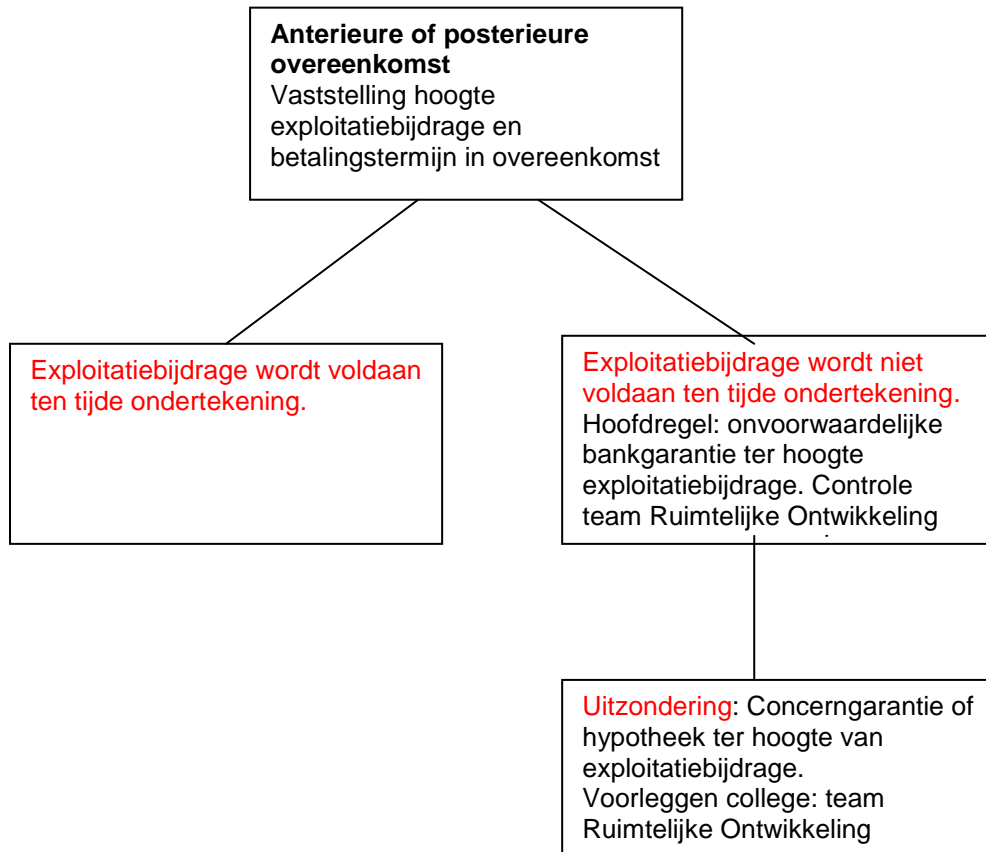 Anterieure of posterieure
overeenkomst
Vaststelling hoogte
exploitatiebijdrage en
betalingstermijn in overeenkomst
Exploitatiebijdrage wordt voldaan
ten tijde ondertekening.
Exploitatiebijdrage wordt niet
voldaan ten tijde ondertekening.
Hoofdregel: onvoorwaardelijke
bankgarantie ter hoogte
exploitatiebijdrage. Controle
team Ruimtelijke Ontwikkeling
Uitzondering: Concerngarantie of
hypotheek ter hoogte van
exploitatiebijdrage.
Voorleggen college: team
Ruimtelijke Ontwikkeling